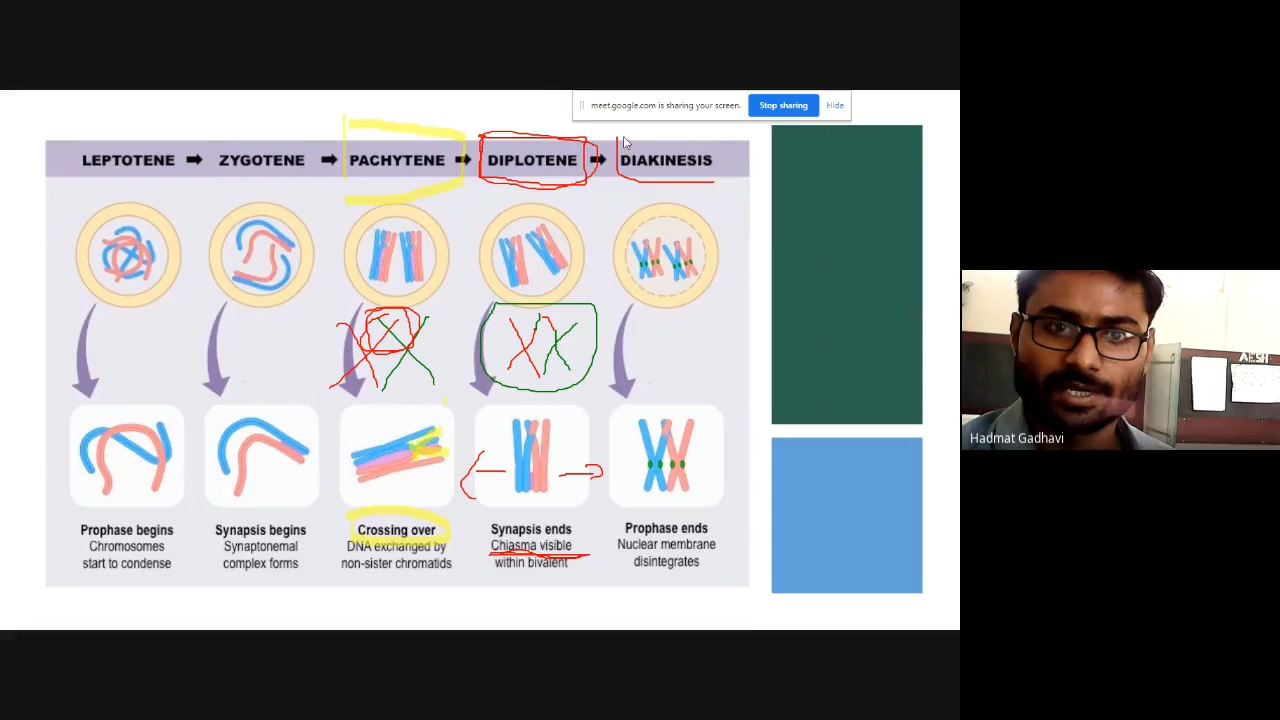 meet.google.com is sharing your screen.
Stop sharing
Hide
LEPTOTENE
ZYGOTENE
PACHYTENE
DIPLOTENE
DIAKINESIS
Prophase begins
Chromosomes
start to condense
Synapsis begins
Synaptonemal
complex forms
Crossing over
DNA exchanged by
non-sister chromatids
Synapsis ends
Chiasma visible
within bivalent
Prophase ends
Nuclear membrane
disintegrates
Hadmat Gadhavi